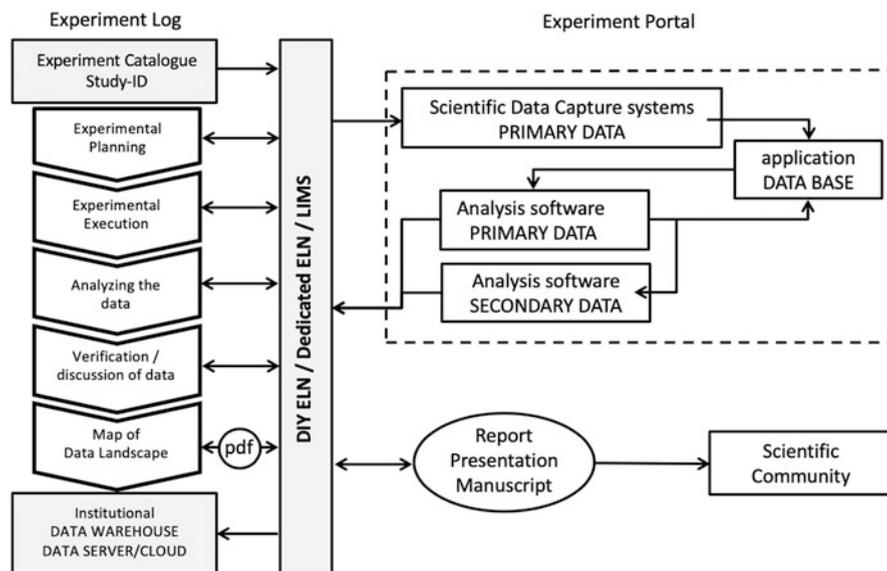 Experiment Log
Experiment Catalogue
Study-ID
Experimental
Planning
Experimental
Execution
Analyzing the
data
Verification /
discussion of data
Map of
Data Landscape
pdf
Institutional
DATA WAREHOUSE
DATA SERVER/CLOUD
DIY ELN / Dedicated ELN / LIMS
Experiment Portal
Scientific Data Capture systems
PRIMARY DATA
application
DATA BASE
Analysis software
PRIMARY DATA
Analysis software
SECONDARY DATA
Report
Presentation
Manuscript
Scientific
Community